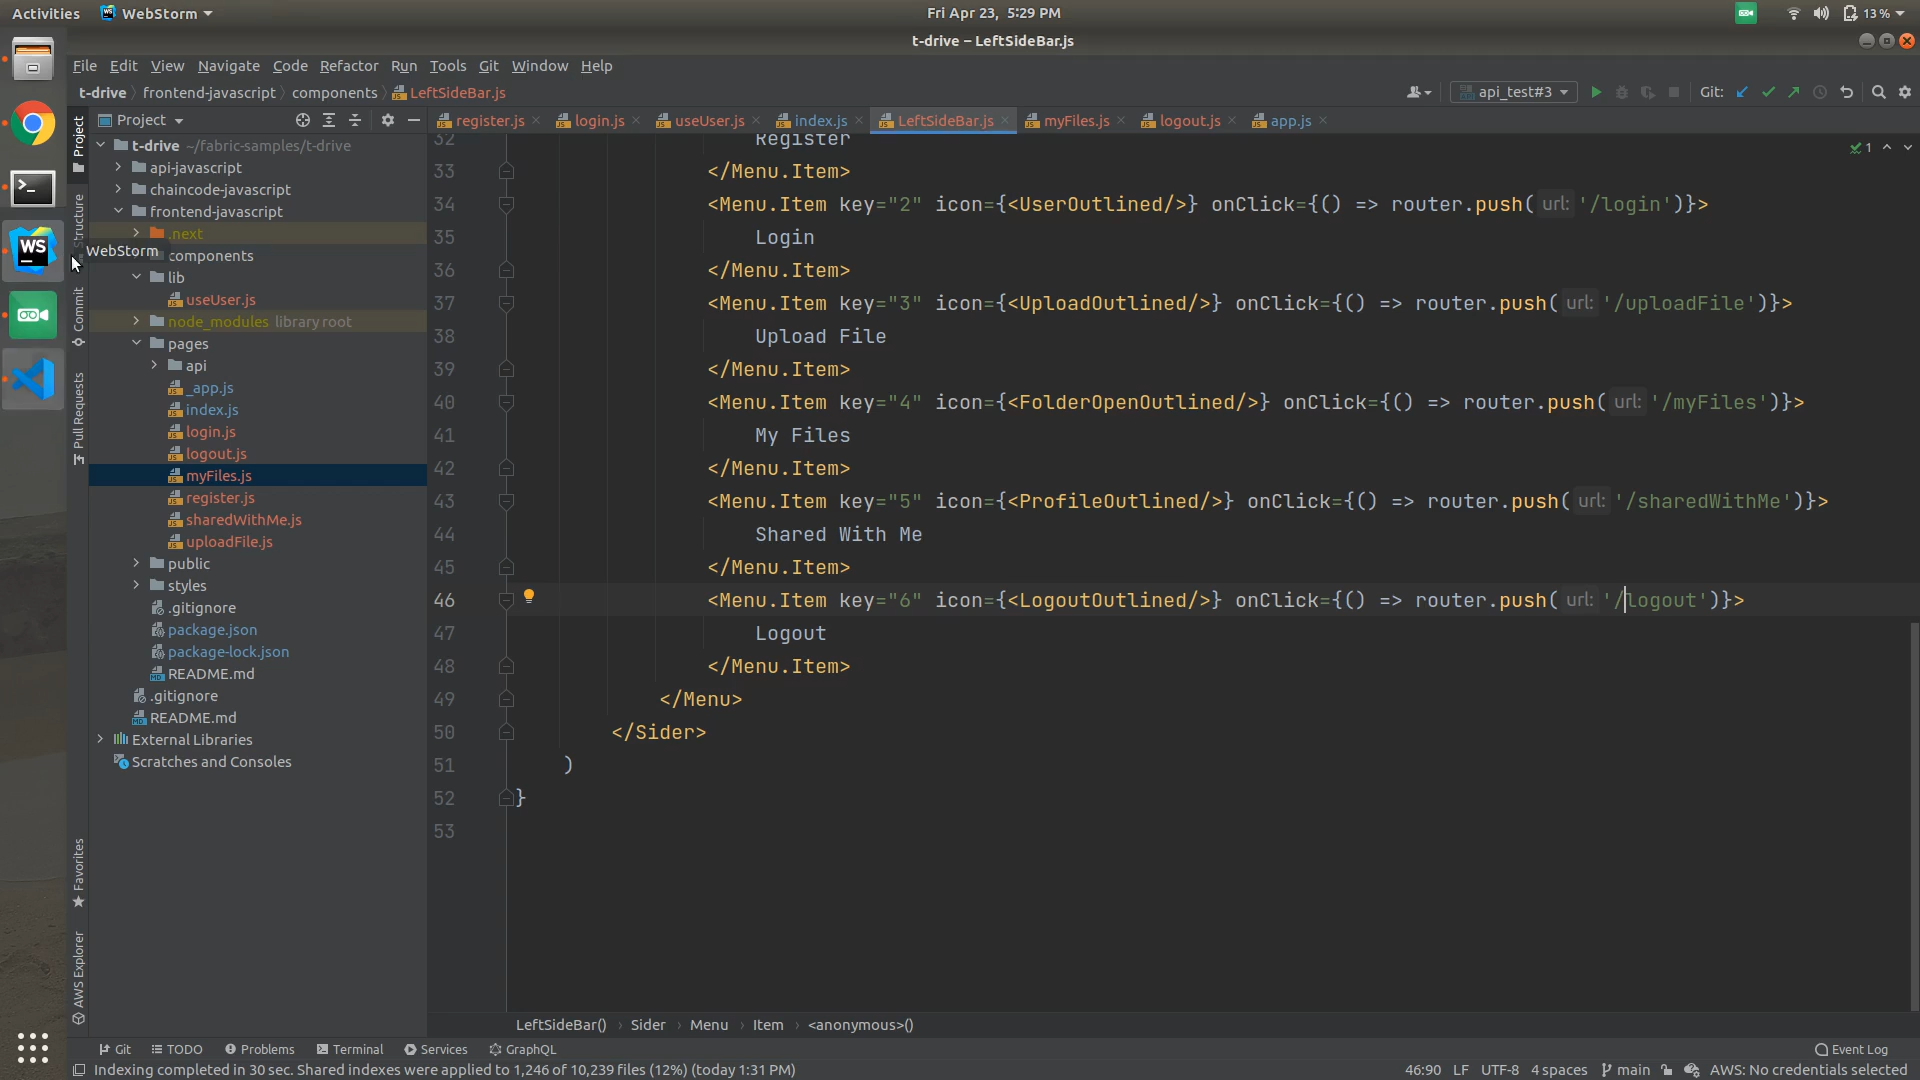 Activities WebStorm Fri Apr 23, 5:29 PM 13%
t-drive – LeftSideBar.js
File Edit View Navigate Code Refactor Run Tools Git Window Help
t-drive frontend-javascript components LeftSideBar.js api_test#3 Git:
Project register.js login.js useUser.js index.js LeftSideBar.js myFiles.js logout.js app.js
t-drive ~/fabric-samples/t-drive
api-javascript
chaincode-javascript
frontend-javascript
.next
WebStorm
components
lib
useUser.js
node_modules library root
pages
api
_app.js
index.js
login.js
logout.js
myFiles.js
register.js
sharedWithMe.js
uploadFile.js
public
styles
.gitignore
package.json
package-lock.json
README.md
.gitignore
README.md
External Libraries
Scratches and Consoles
Project
Structure
Commit
Pull Requests
Favorites
AWS Explorer
WS
1
32 Register
33 </Menu.Item>
34 <Menu.Item key="2" icon={<UserOutlined/>} onClick={() => router.push( url: '/login')}>
35 Login
36 </Menu.Item>
37 <Menu.Item key="3" icon={<UploadOutlined/>} onClick={() => router.push( url: '/uploadFile')}>
38 Upload File
39 </Menu.Item>
40 <Menu.Item key="4" icon={<FolderOpenOutlined/>} onClick={() => router.push( url: '/myFiles')}>
41 My Files
42 </Menu.Item>
43 <Menu.Item key="5" icon={<ProfileOutlined/>} onClick={() => router.push( url: '/sharedWithMe')}>
44 Shared With Me
45 </Menu.Item>
46 <Menu.Item key="6" icon={<LogoutOutlined/>} onClick={() => router.push( url: '/logout')}>
47 Logout
48 </Menu.Item>
49 </Menu>
50 </Sider>
51 )
52 }
53
LeftSideBar() Sider Menu Item <anonymous>()
Git TODO Problems Terminal Services GraphQL Event Log
Indexing completed in 30 sec. Shared indexes were applied to 1,246 of 10,239 files (12%) (today 1:31 PM) 46:90 LF UTF-8 4 spaces main AWS: No credentials selected